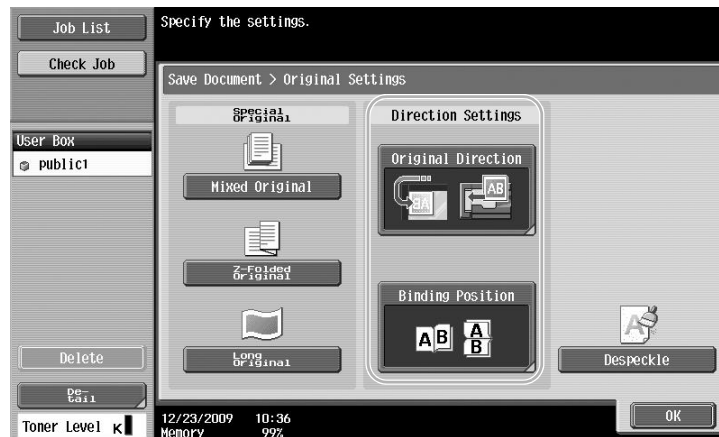 Job List
Check Job
User Box
public1
Delete
De-
tail
Toner Level K
Specify the settings.
Save Document > Original Settings
Special
Original
Mixed Original
Z-Folded
Original
Long
Original
Direction Settings
Original Direction
AB
AB
Binding Position
A B
A
B
A
Despeckle
12/23/2009 10:36
Memory 99%
OK